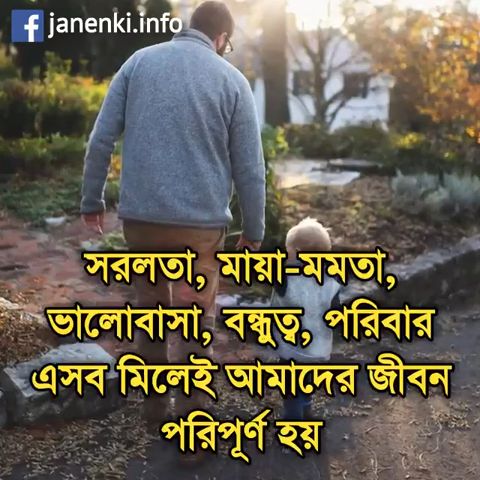 janenki.info
সরলতা, মায়া-মমতা,
ভালোবাসা, বন্ধুত্ব, পরিবার
এসব মিলেই আমাদের জীবন
পরিপূর্ণ হয়